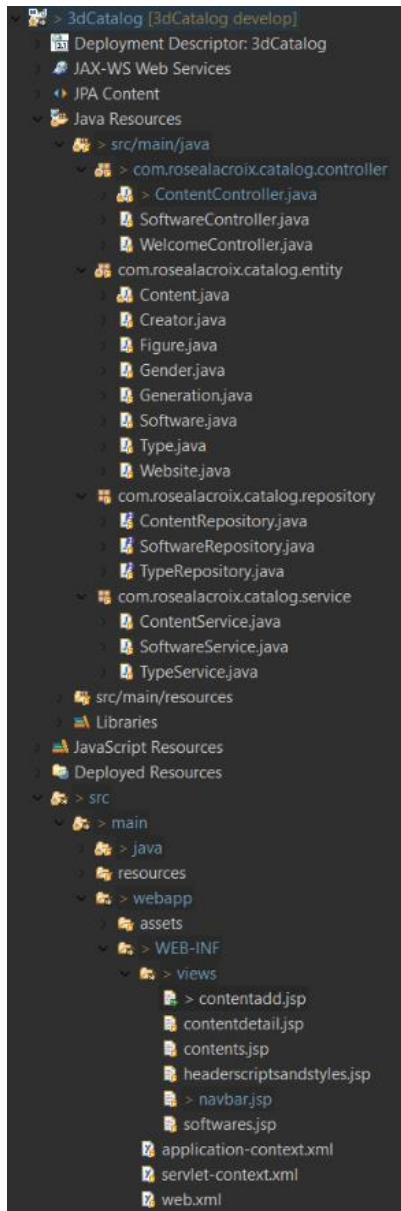 > 3dCatalog [3dCatalog develop]
Deployment Descriptor: 3dCatalog
JAX-WS Web Services
JPA Content
Java Resources
> src/main/java
> com.rosealacroix.catalog.controller
> ContentController.java
SoftwareController.java
WelcomeController.java
com.rosealacroix.catalog.entity
Content.java
Creator.java
Figure.java
Gender.java
Generation.java
Software.java
Type.java
Website.java
com.rosealacroix.catalog.repository
ContentRepository.java
SoftwareRepository.java
TypeRepository.java
com.rosealacroix.catalog.service
ContentService.java
SoftwareService.java
TypeService.java
src/main/resources
Libraries
JavaScript Resources
Deployed Resources
> src
> main
> java
resources
> webapp
assets
> WEB-INF
> views
> contentadd.jsp
contentdetail.jsp
contents.jsp
headerscriptsandstyles.jsp
> navbar.jsp
softwares.jsp
application-context.xml
servlet-context.xml
web.xml